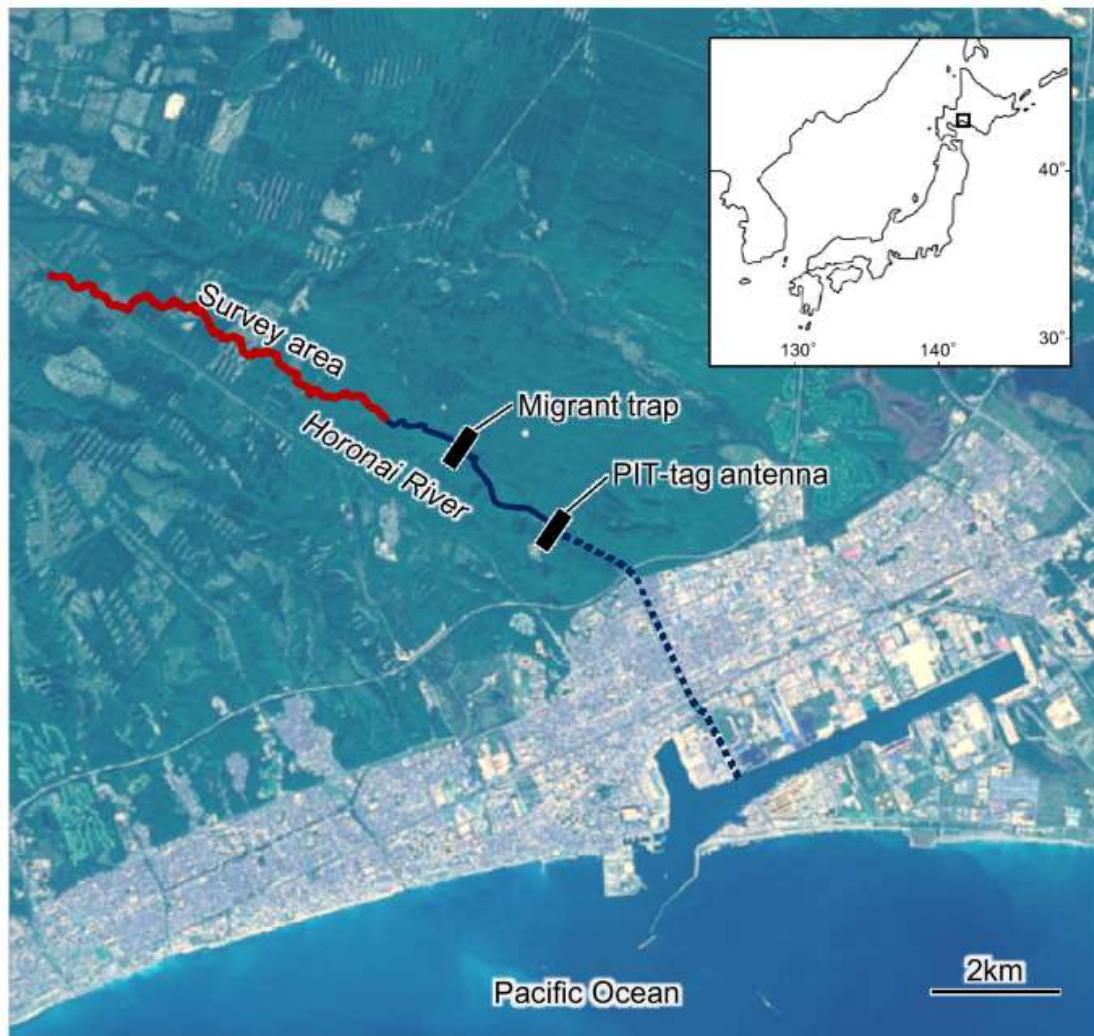 40°
30°
130°
140°
Survey area
Migrant trap
Horonai River
PIT-tag antenna
2km
Pacific Ocean